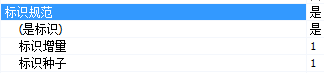 标识规范 是
(是标识) 是
标识增量 1
标识种子 1